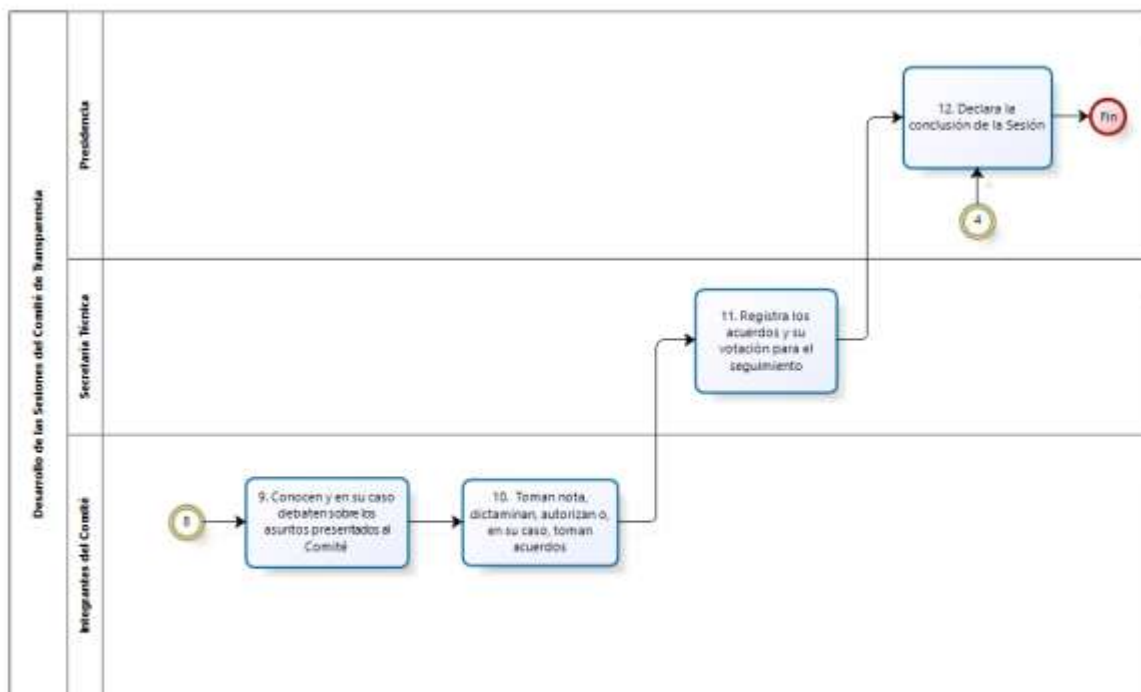 Desarrollo de las Sesiones del Comité de Transparencia
Presidencia
12. Declara la
conclusión de la Sesión
Fin
4
Secretaría Técnica
11. Registra los
acuerdos y su
votación para el
seguimiento
Integrantes del Comité
8
9. Conocen y en su caso
debaten sobre los
asuntos presentados al
Comité
10. Toman nota,
dictaminan, autorizan o,
en su caso, toman
acuerdos